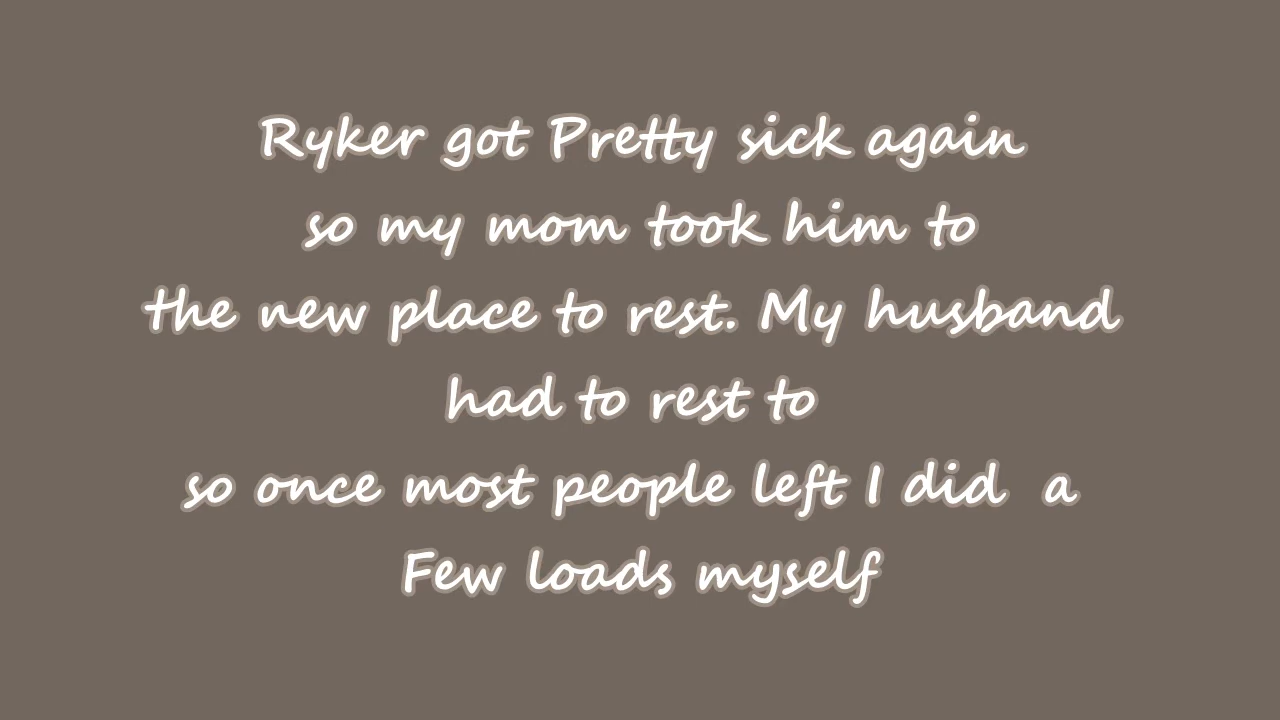 Ryker got Pretty sick again
so my mom took him to
the new place to rest. My husband
had to rest to
so once most people left I did  a
Few loads myself